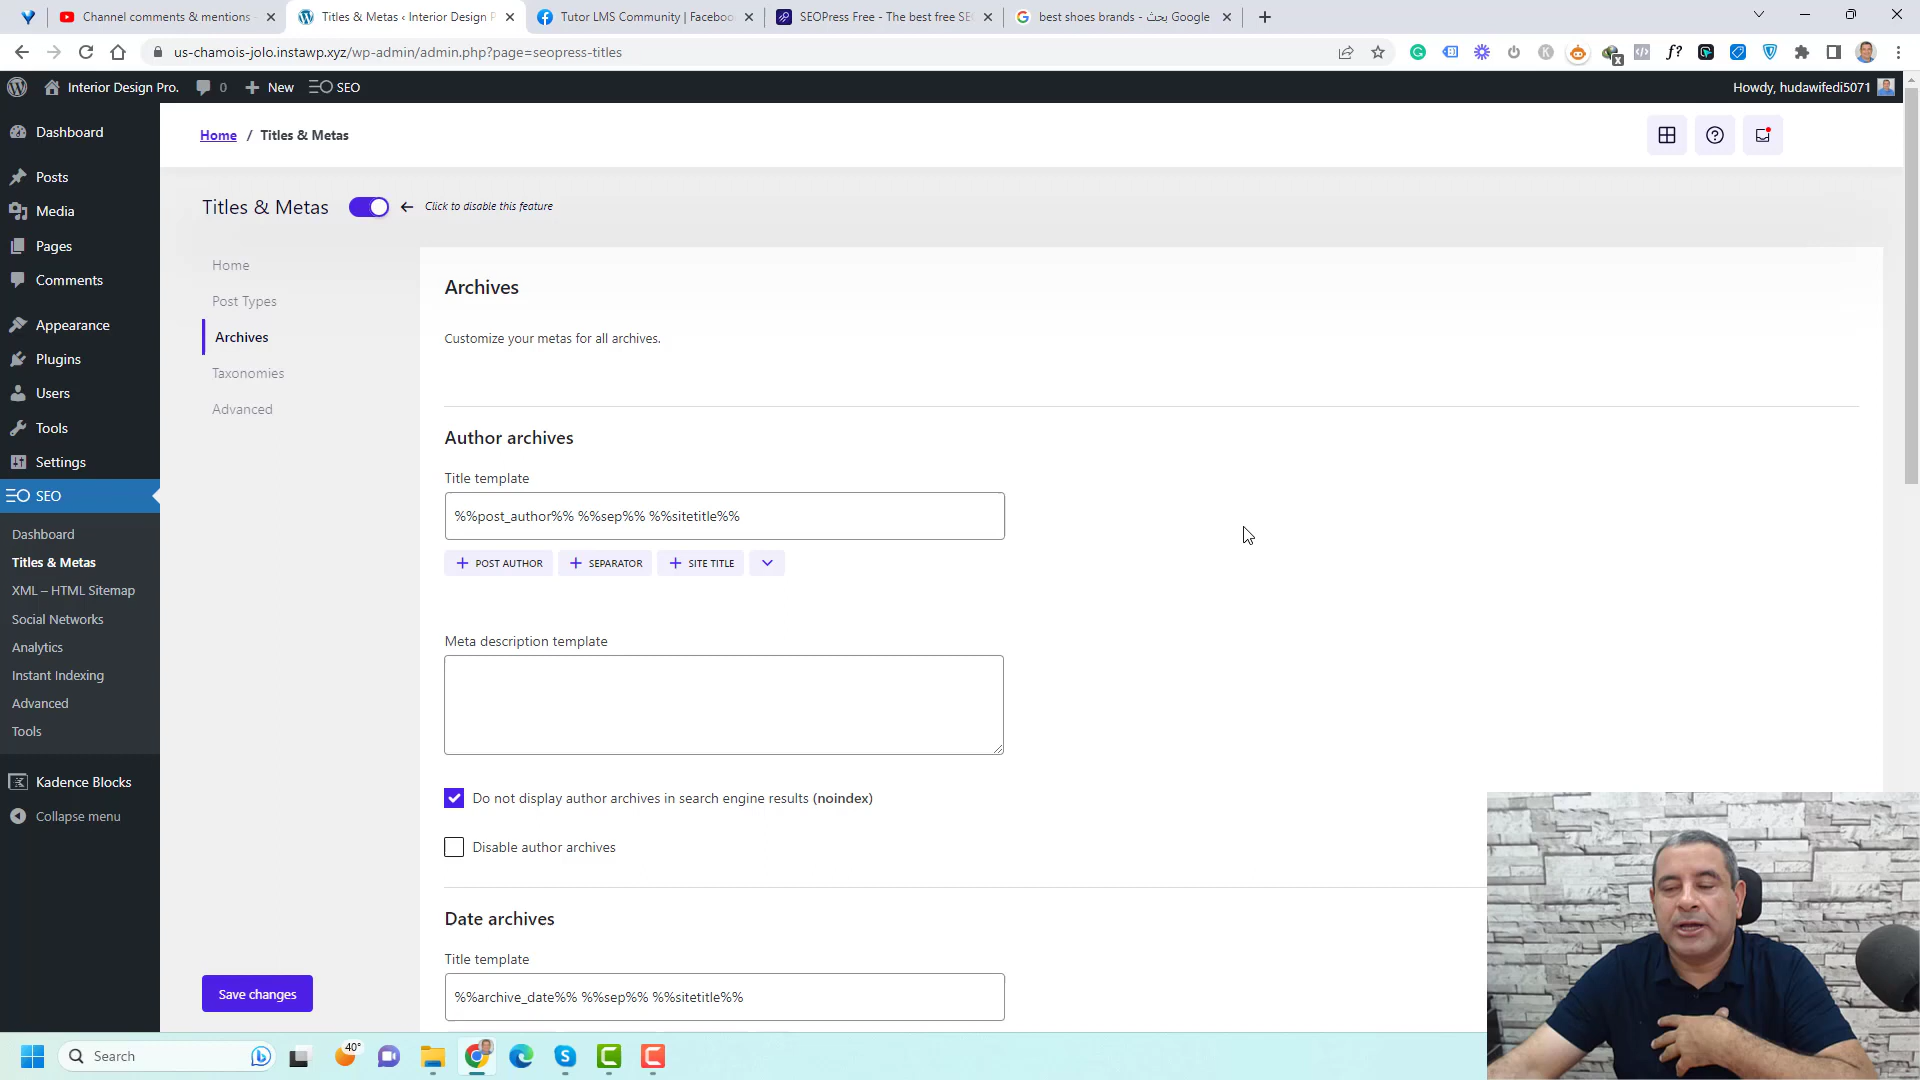 Channel comments & mentions -
Titles & Metas ‹ Interior Design P
Tutor LMS Community | Facebo
SEOPress Free - The best free SE
best shoes brands - بحث Google
us-chamois-jolo.instawp.xyz/wp-admin/admin.php?page=seopress-titles
Interior Design Pro.
0
New
SEO
Howdy, hudawifedi5071
Dashboard
Posts
Media
Pages
Comments
Appearance
Plugins
Users
Tools
Settings
SEO
Dashboard
Titles & Metas
XML – HTML Sitemap
Social Networks
Analytics
Instant Indexing
Advanced
Tools
Kadence Blocks
Collapse menu
Home / Titles & Metas
Titles & Metas
Click to disable this feature
Home
Post Types
Archives
Taxonomies
Advanced
Save changes
Archives
Customize your metas for all archives.
Author archives
Title template
%%post_author%% %%sep%% %%sitetitle%%
+ POST AUTHOR
+ SEPARATOR
+ SITE TITLE
Meta description template
Do not display author archives in search engine results (noindex)
Disable author archives
Date archives
Title template
%%archive_date%% %%sep%% %%sitetitle%%
Search
40°